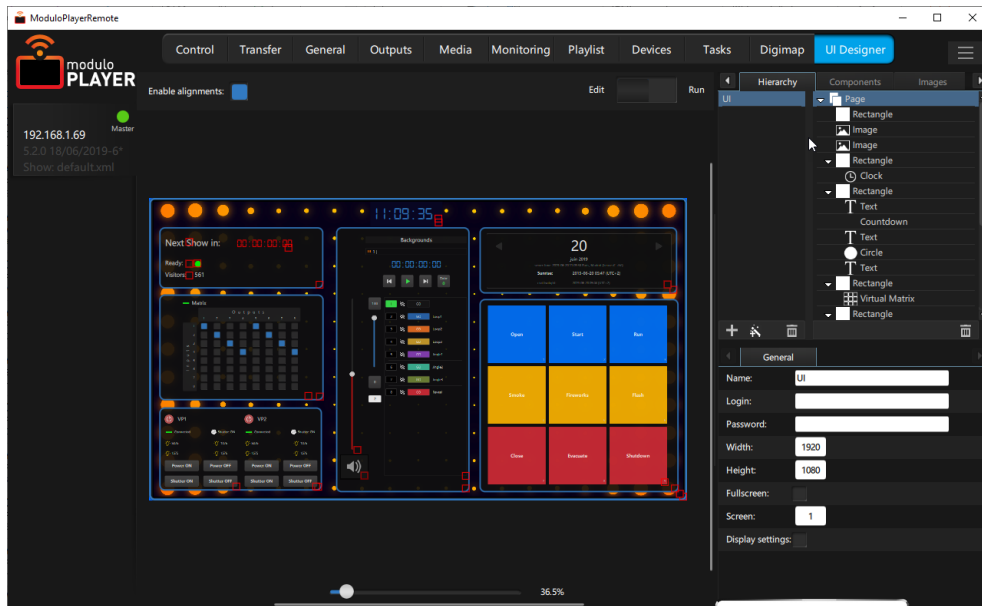 ModuloPlayerRemote
modulo
PLAYER
Control Transfer General Outputs Media Monitoring Playlist Devices Tasks Digimap UI Designer
Enable alignments:
Edit Run
192.168.1.69 Master
5.2.0 18/06/2019-6*
Show: default.xml
11:09:35
Next Show in: 00:00:00:00
Ready:
Visitors: 561
Matrix
Outputs
VP1 VP2
Power ON Power OFF Power ON Power OFF
Shutter ON Shutter OFF Shutter ON Shutter OFF
Backgrounds
00:00:00:00
20
juin 2019
Sunrise:
Open Start Run
Smoke Fireworks Flash
Close Evacuate Shutdown
36.5%
Hierarchy Components Images
UI
Page
Rectangle
Image
Image
Rectangle
Clock
Rectangle
Text
Countdown
Text
Circle
Text
Rectangle
Virtual Matrix
Rectangle
General
Name: UI
Login:
Password:
Width: 1920
Height: 1080
Fullscreen:
Screen: 1
Display settings: